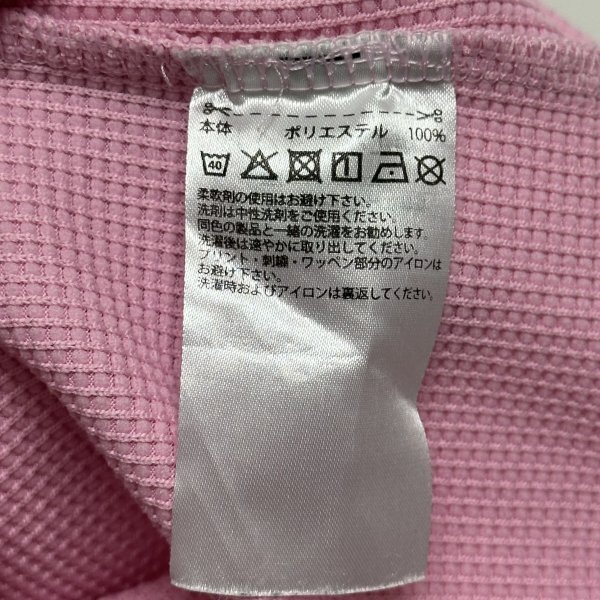 本体 ポリエステル 100%
40
柔軟剤の使用はお避け下さい。
洗剤は中性洗剤をご使用ください。
同色の製品と一緒の洗濯をお勧めします。
洗濯後は速やかに取り出してください。
プリント・刺繍・ワッペン部分のアイロンは
お避け下さい。
洗濯時およびアイロンは裏返してください。